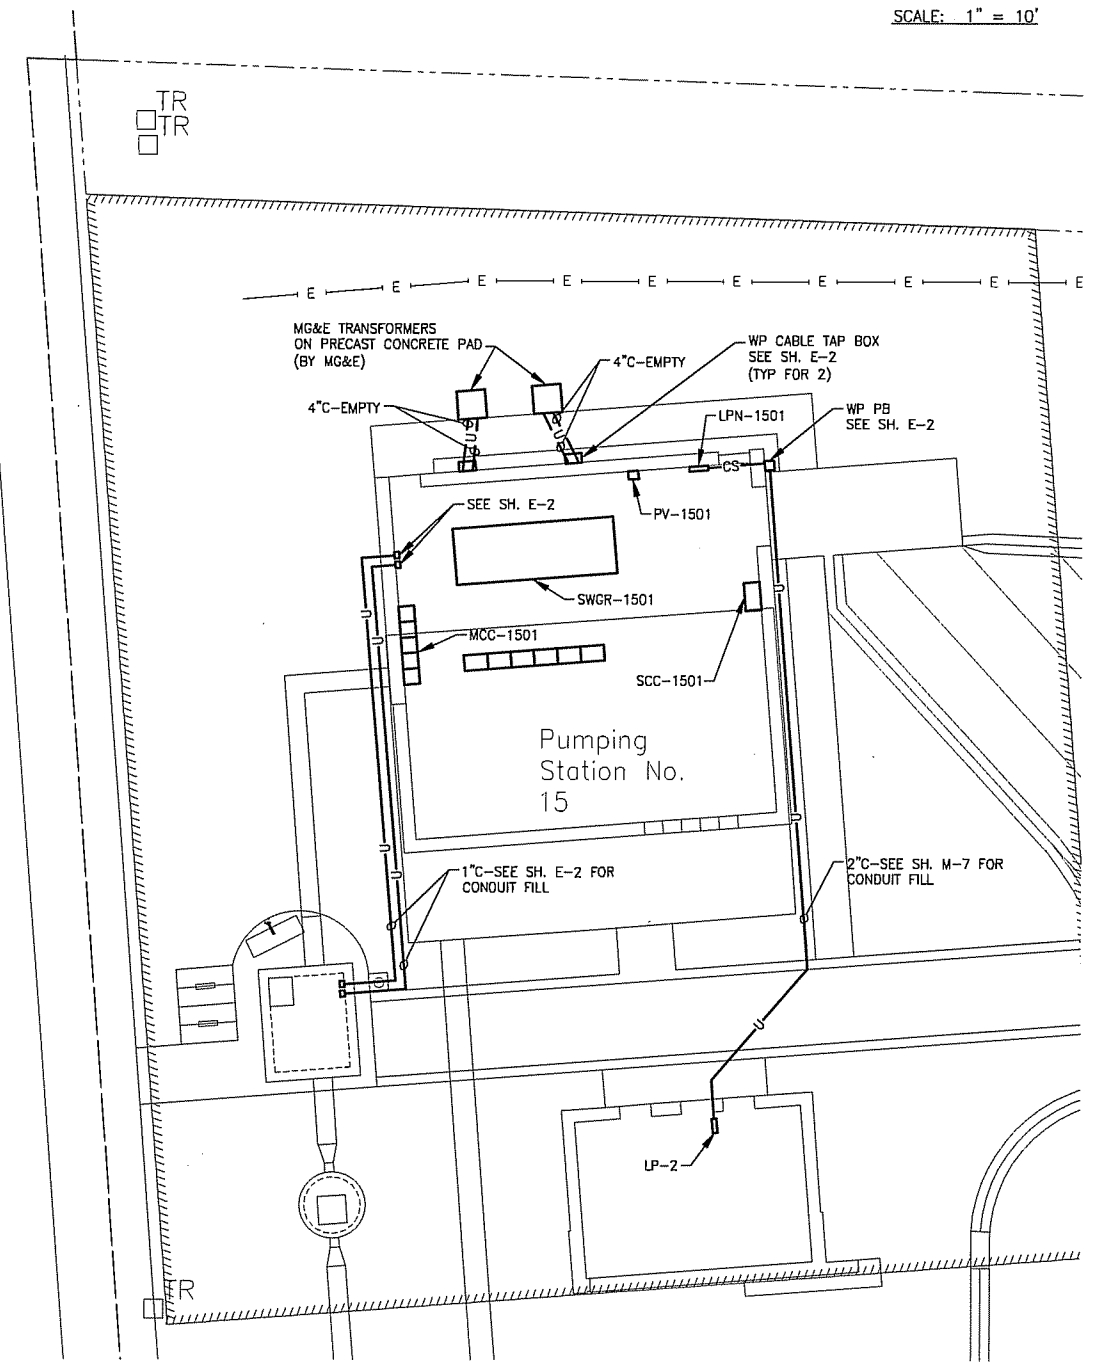 SCALE: 1" = 10'
TR
TR
E E E E E E E E E E
MG&E TRANSFORMERS
ON PRECAST CONCRETE PAD
(BY MG&E)
WP CABLE TAP BOX
SEE SH. E-2
(TYP FOR 2)
4"C-EMPTY
4"C-EMPTY
LPN-1501
WP PB
SEE SH. E-2
U
U
CS
SEE SH. E-2
PV-1501
SWGR-1501
U
U
U
MCC-1501
SCC-1501
Pumping
Station No.
15
U
U
U
1"C-SEE SH. E-2 FOR
CONDUIT FILL
2"C-SEE SH. M-7 FOR
CONDUIT FILL
U
LP-2
TR